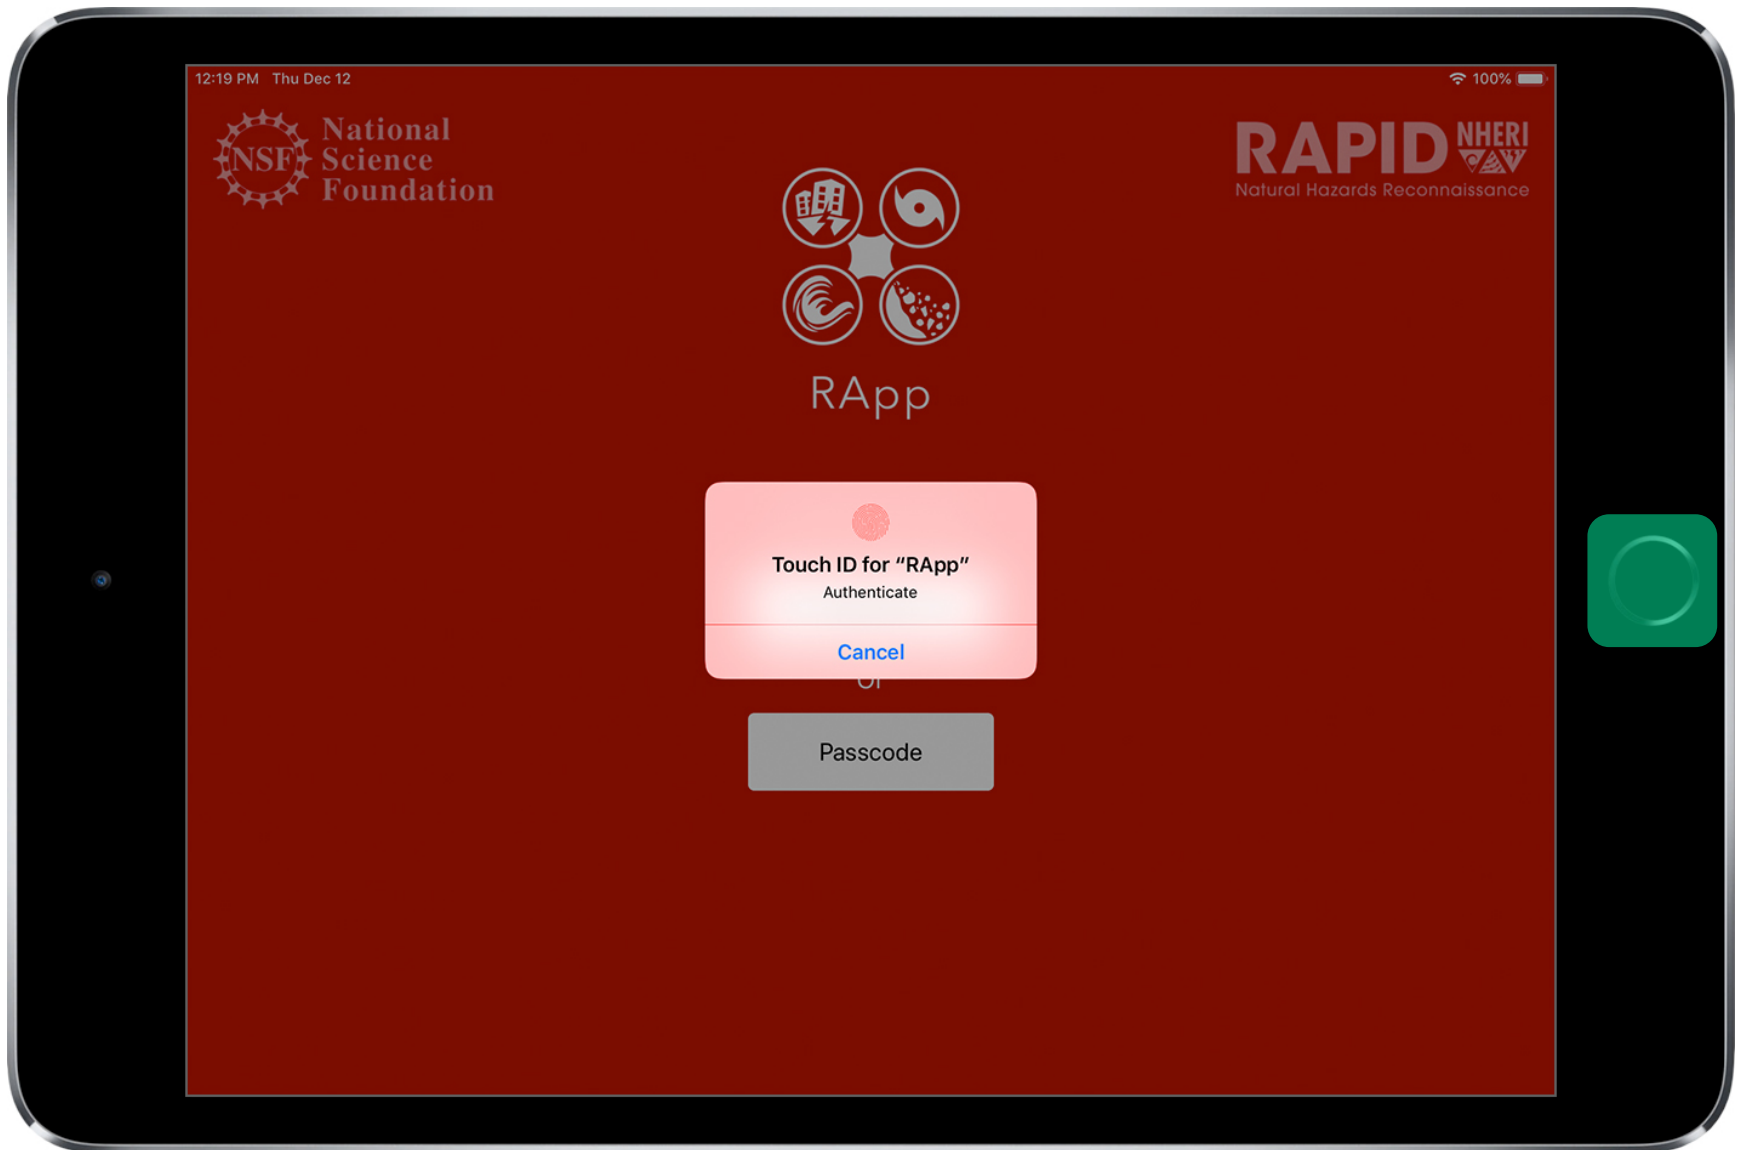 12:19 PM Thu Dec 12
100%
NSF
National
Science
Foundation
RAPID
NHERI
Natural Hazards Reconnaissance
RApp
Touch ID for “RApp”
Authenticate
Cancel
or
Passcode